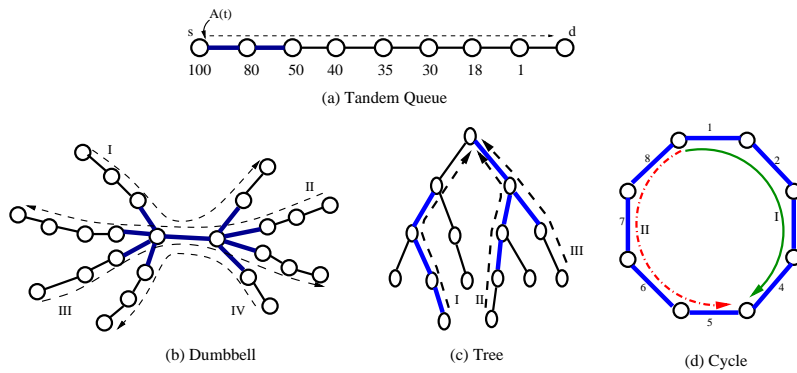 A(t)
s d
100 80 50 40 35 30 18 1
(a) Tandem Queue
I
II
III
IV
(b) Dumbbell
I
II
III
(c) Tree
1
2
4
5
6
7
8
I
II
(d) Cycle